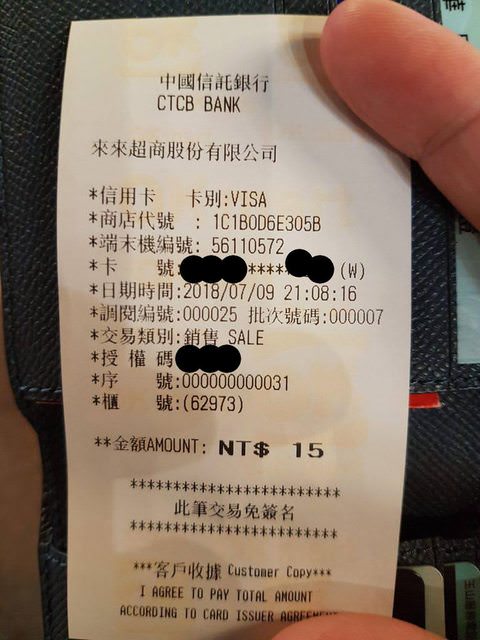 中國信託銀行
CTCB BANK
來來超商股份有限公司
*信用卡 卡別:VISA
*商店代號 : 1C1B0D6E305B
*端末機編號: 56110572
*卡 號:****(W)
*日期時間:2018/07/09 21:08:16
*調閱編號:000025 批次號碼:000007
*交易類別:銷售 SALE
*授 權 碼
*序 號:000000000031
*櫃 號:(62973)
**金額AMOUNT: NT$ 15
************************
此筆交易免簽名
************************
***客戶收據 Customer Copy***
I AGREE TO PAY TOTAL AMOUNT
ACCORDING TO CARD ISSUER AGREEMENT